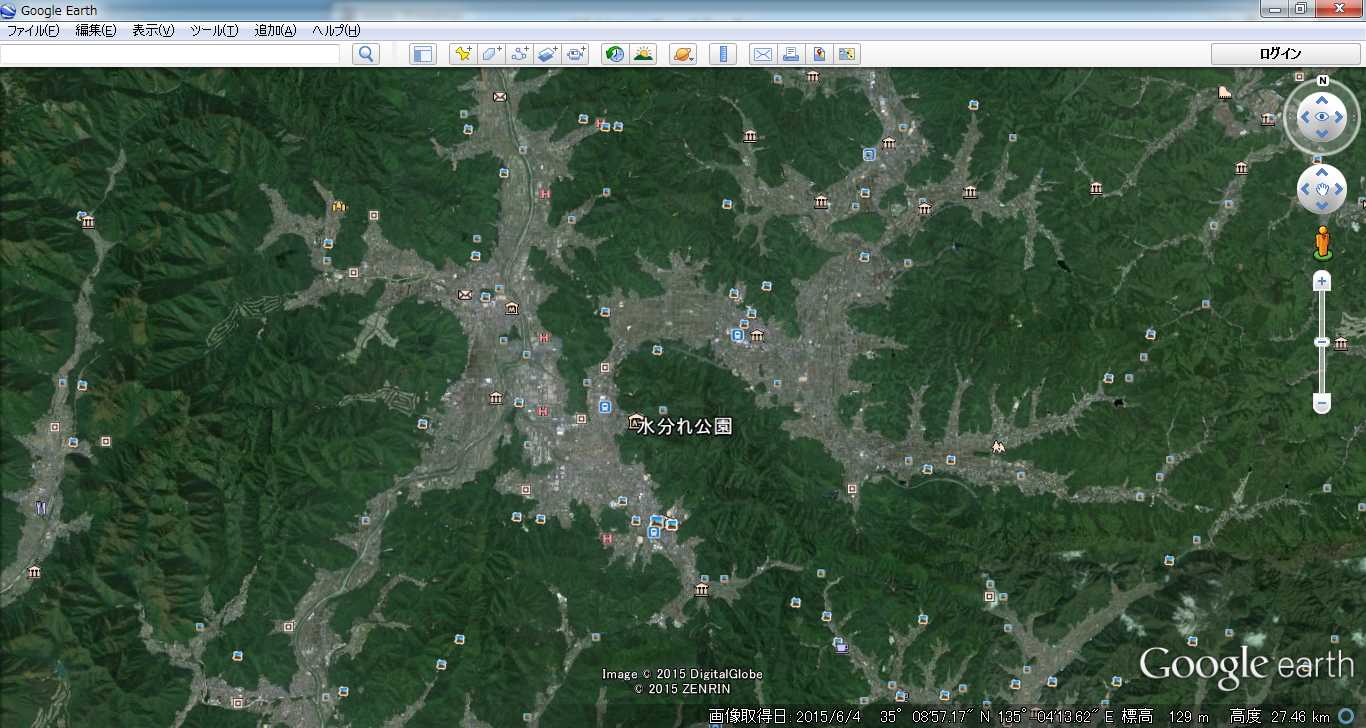 Google Earth
ファイル(F) 編集(E) 表示(V) ツール(T) 追加(A) ヘルプ(H)
ログイン
N
水分れ公園
Image © 2015 DigitalGlobe
© 2015 ZENRIN
Google earth
画像取得日: 2015/6/4 35° 08'57.17" N 135° 04'13.62" E 標高 129 m 高度 27.46 km